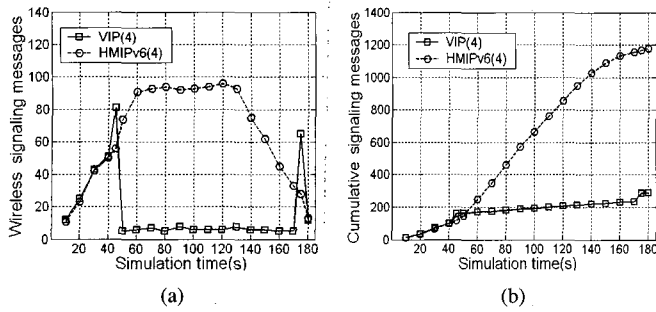 140
120
100
80
60
40
20
0
Wireless signaling messages
VIP(4)
HMIPv6(4)
0 20 40 60 80 100 120 140 160 180
Simulation time(s)
(a)
1400
1200
1000
800
600
400
200
0
Cumulative signaling messages
VIP(4)
HMIPv6(4)
0 20 40 60 80 100 120 140 160 180
Simulation time(s)
(b)